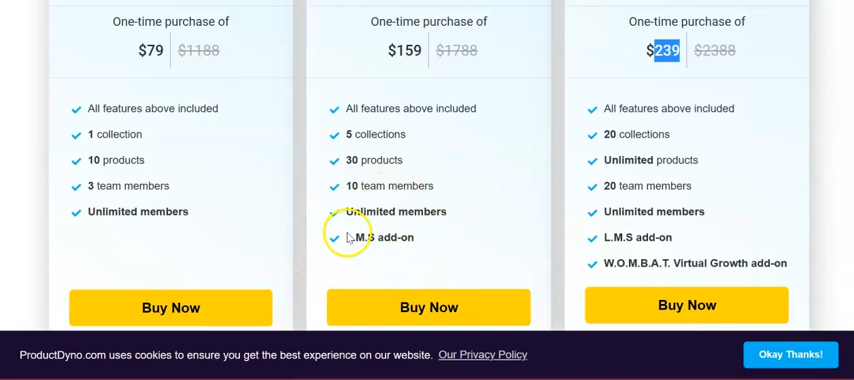 One-time purchase of
$79 $1188
All features above included
1 collection
10 products
3 team members
Unlimited members
Buy Now
One-time purchase of
$159 $1788
All features above included
5 collections
30 products
10 team members
Unlimited members
L.M.S add-on
Buy Now
One-time purchase of
$239 $2388
All features above included
20 collections
Unlimited products
20 team members
Unlimited members
L.M.S add-on
W.O.M.B.A.T. Virtual Growth add-on
Buy Now
ProductDyno.com uses cookies to ensure you get the best experience on our website. Our Privacy Policy
Okay Thanks!